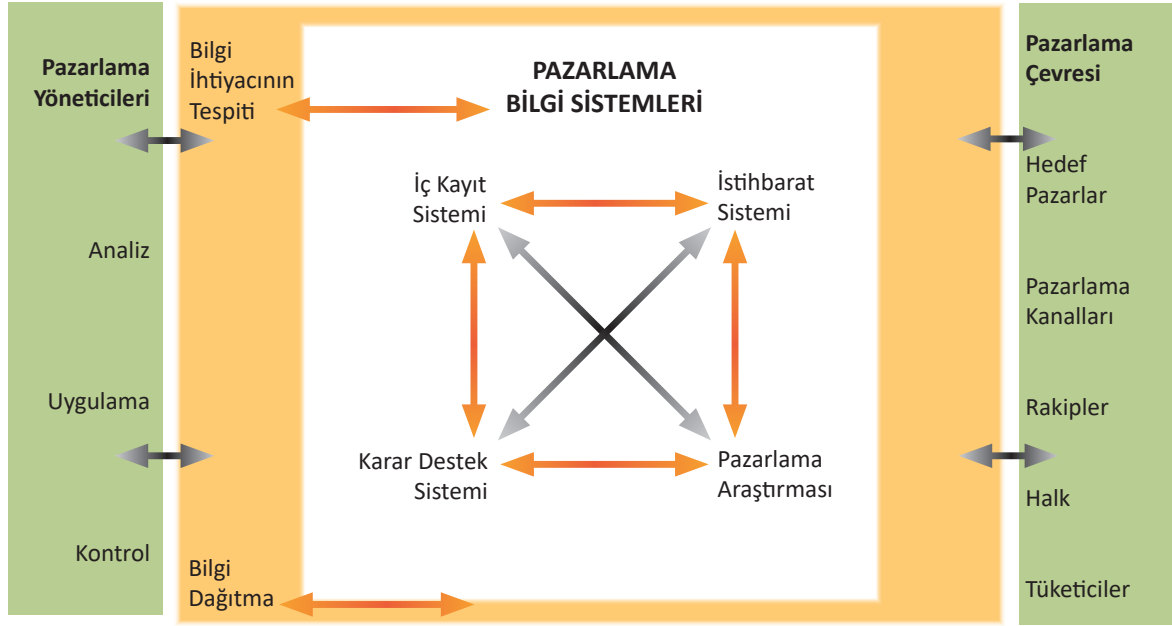 Pazarlama
Yöneticileri
Analiz
Uygulama
Kontrol
Bilgi
İhtiyacının
Tespiti
Bilgi
Dağıtma
PAZARLAMA
BİLGİ SİSTEMLERİ
İç Kayıt
Sistemi
İstihbarat
Sistemi
Karar Destek
Sistemi
Pazarlama
Araştırması
Pazarlama
Çevresi
Hedef
Pazarlar
Pazarlama
Kanalları
Rakipler
Halk
Tüketiciler